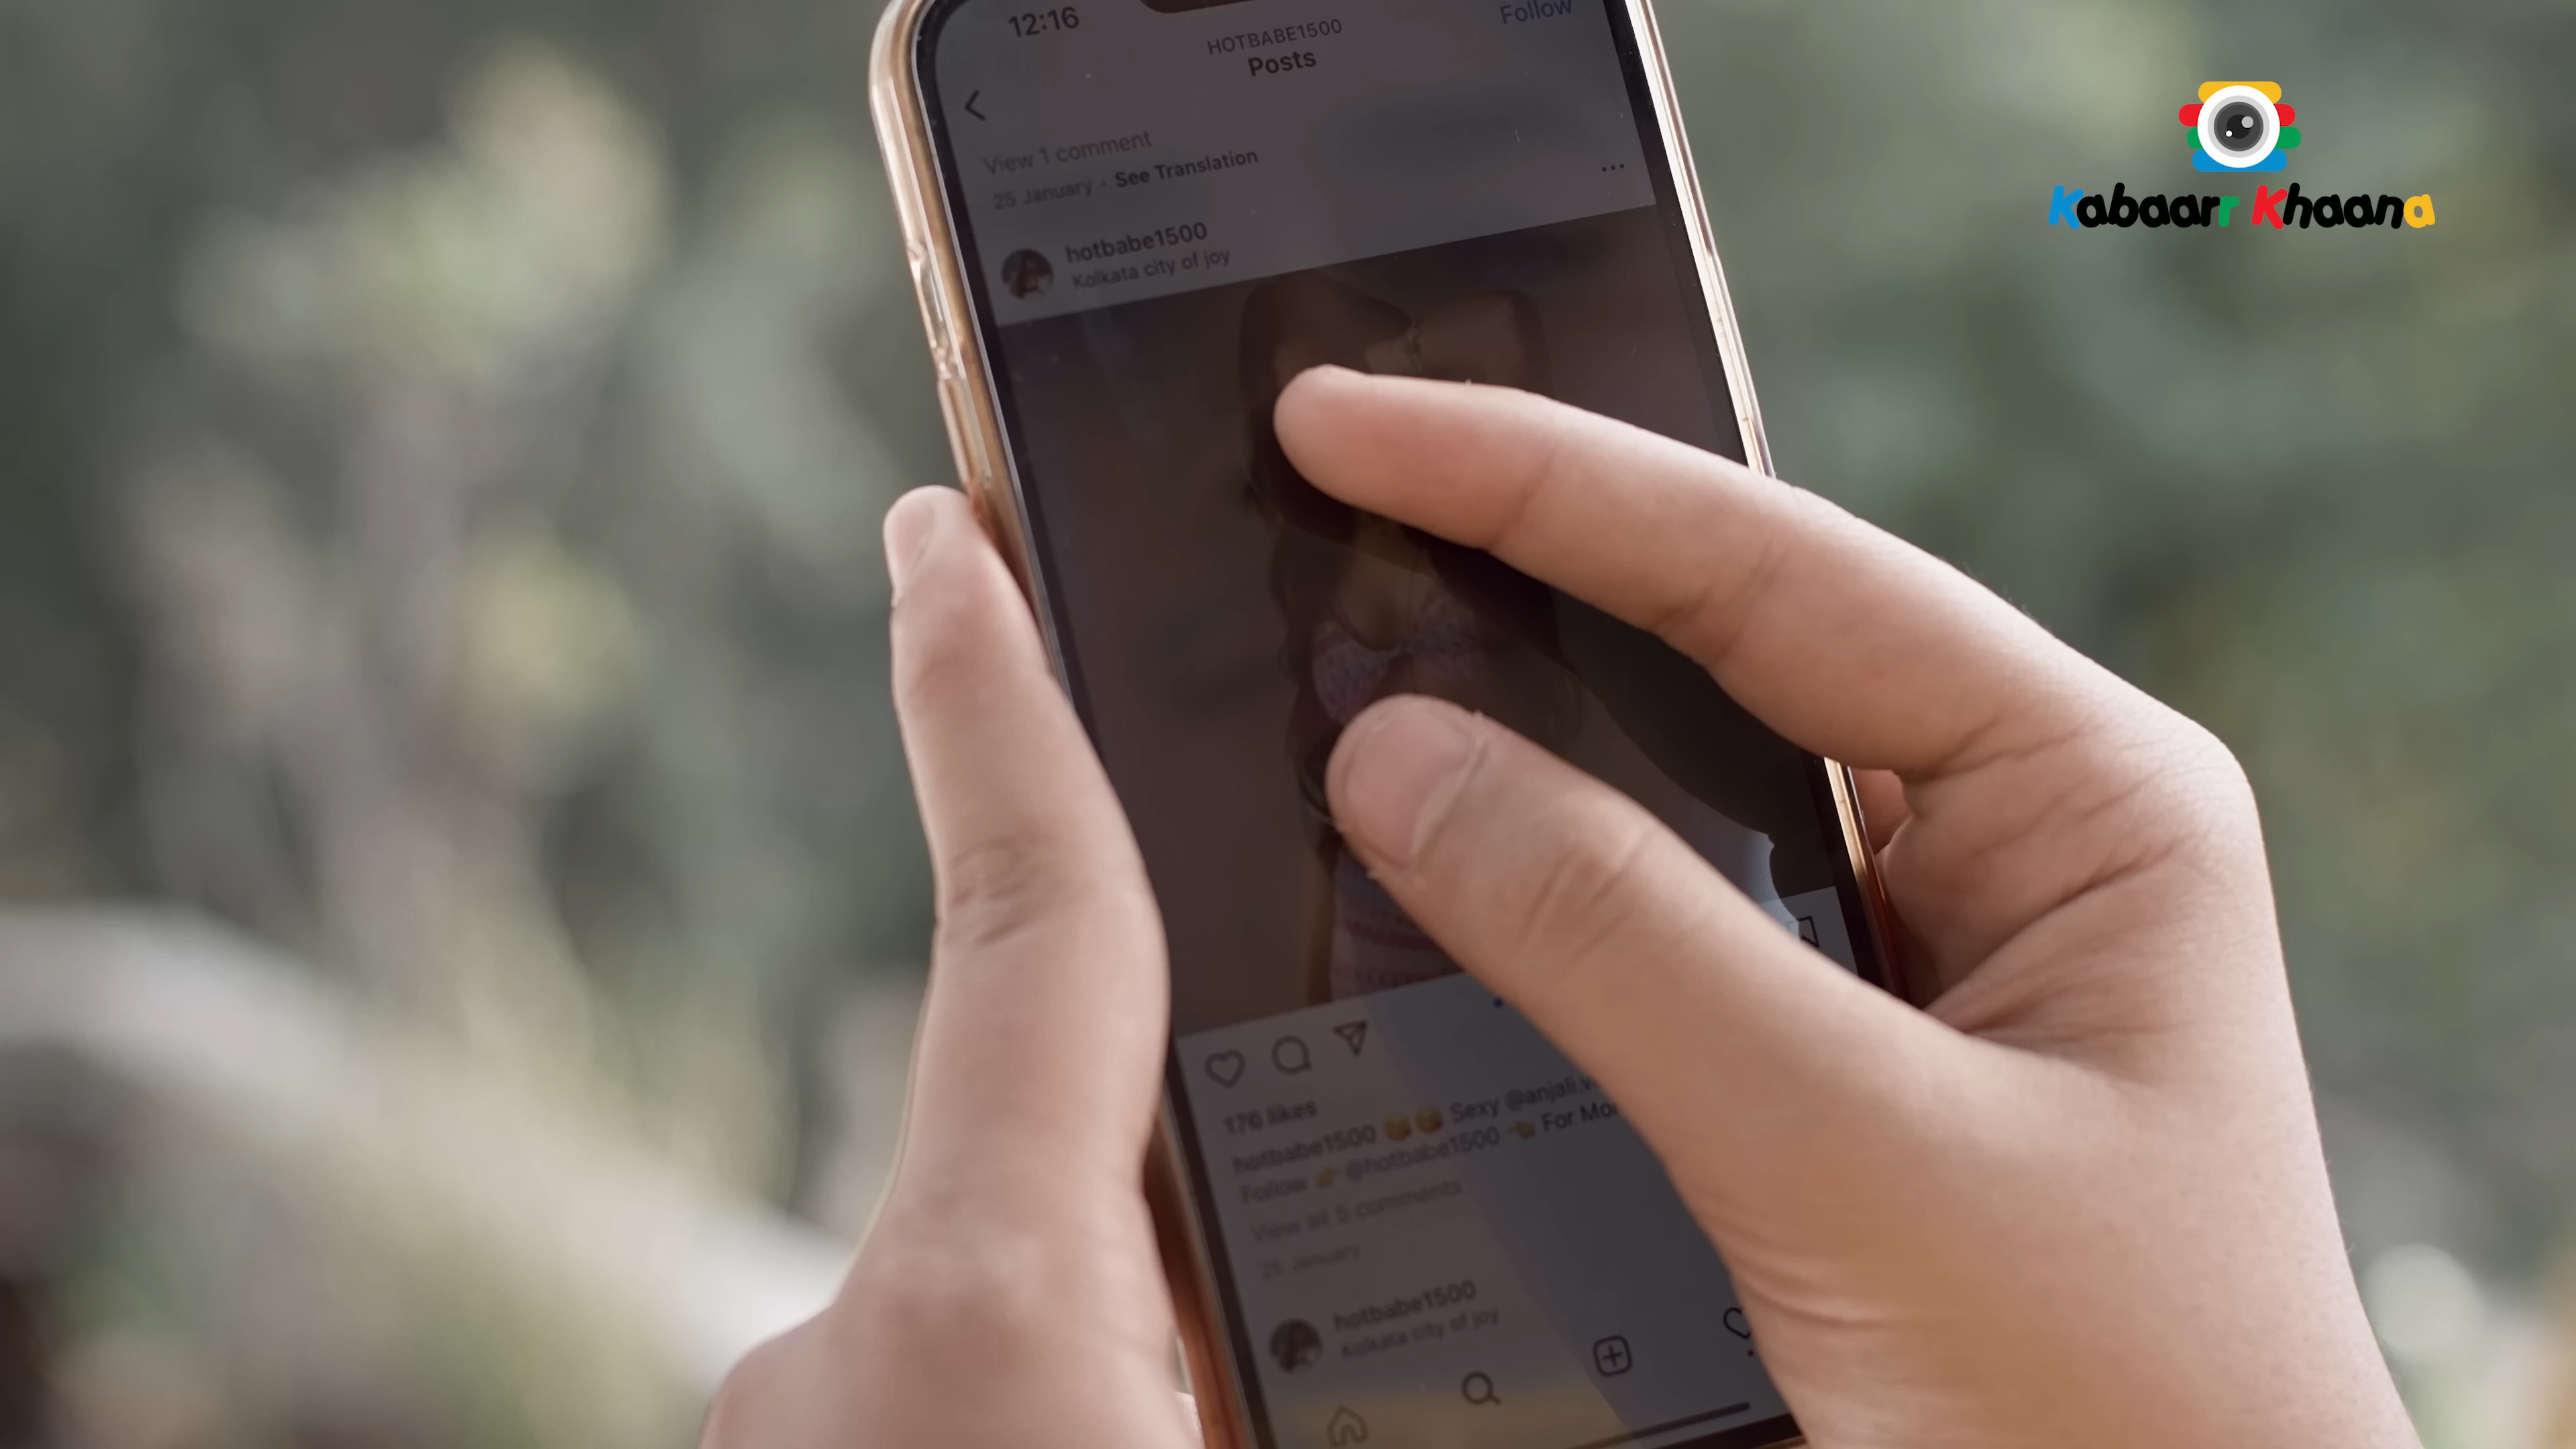 12:16
HOTBABE1500
Posts
Follow
View 1 comment
25 January · See Translation
hotbabe1500
Kolkata city of joy
176 likes
hotbabe1500 😘😘 Sexy
Follow 👉 @hotbabe1500 👈 For
View all 5 comments
25 January
hotbabe1500
Kolkata city of joy
Kabaarr Khaana